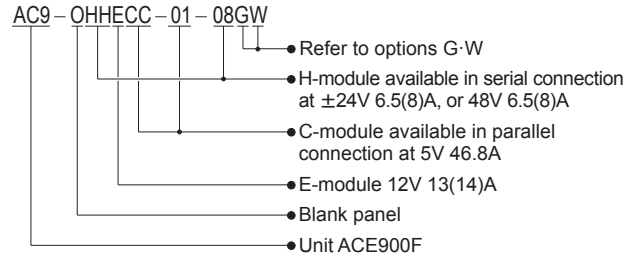 AC9-OHHECC-01-08GW
Refer to options G·W
H-module available in serial connection
at ±24V 6.5(8)A, or 48V 6.5(8)A
C-module available in parallel
connection at 5V 46.8A
E-module 12V 13(14)A
Blank panel
Unit ACE900F